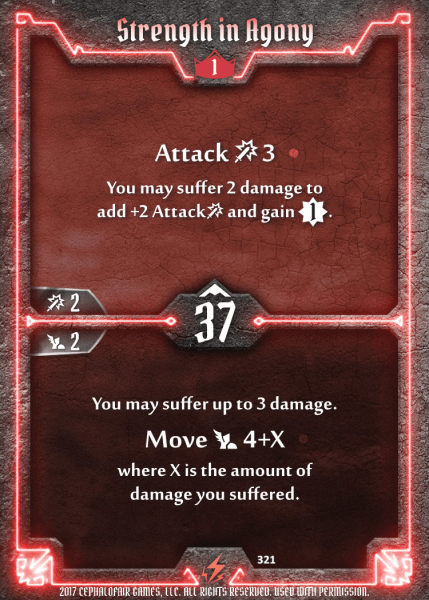 Strength in Agony
1
Attack 3
You may suffer 2 damage to
add +2 Attack and gain 1.
2
37
2
You may suffer up to 3 damage.
Move 4+X
where X is the amount of
damage you suffered.
321
2017 CEPHALOFAIR GAMES, LLC. ALL RIGHTS RESERVED. USED WITH PERMISSION.